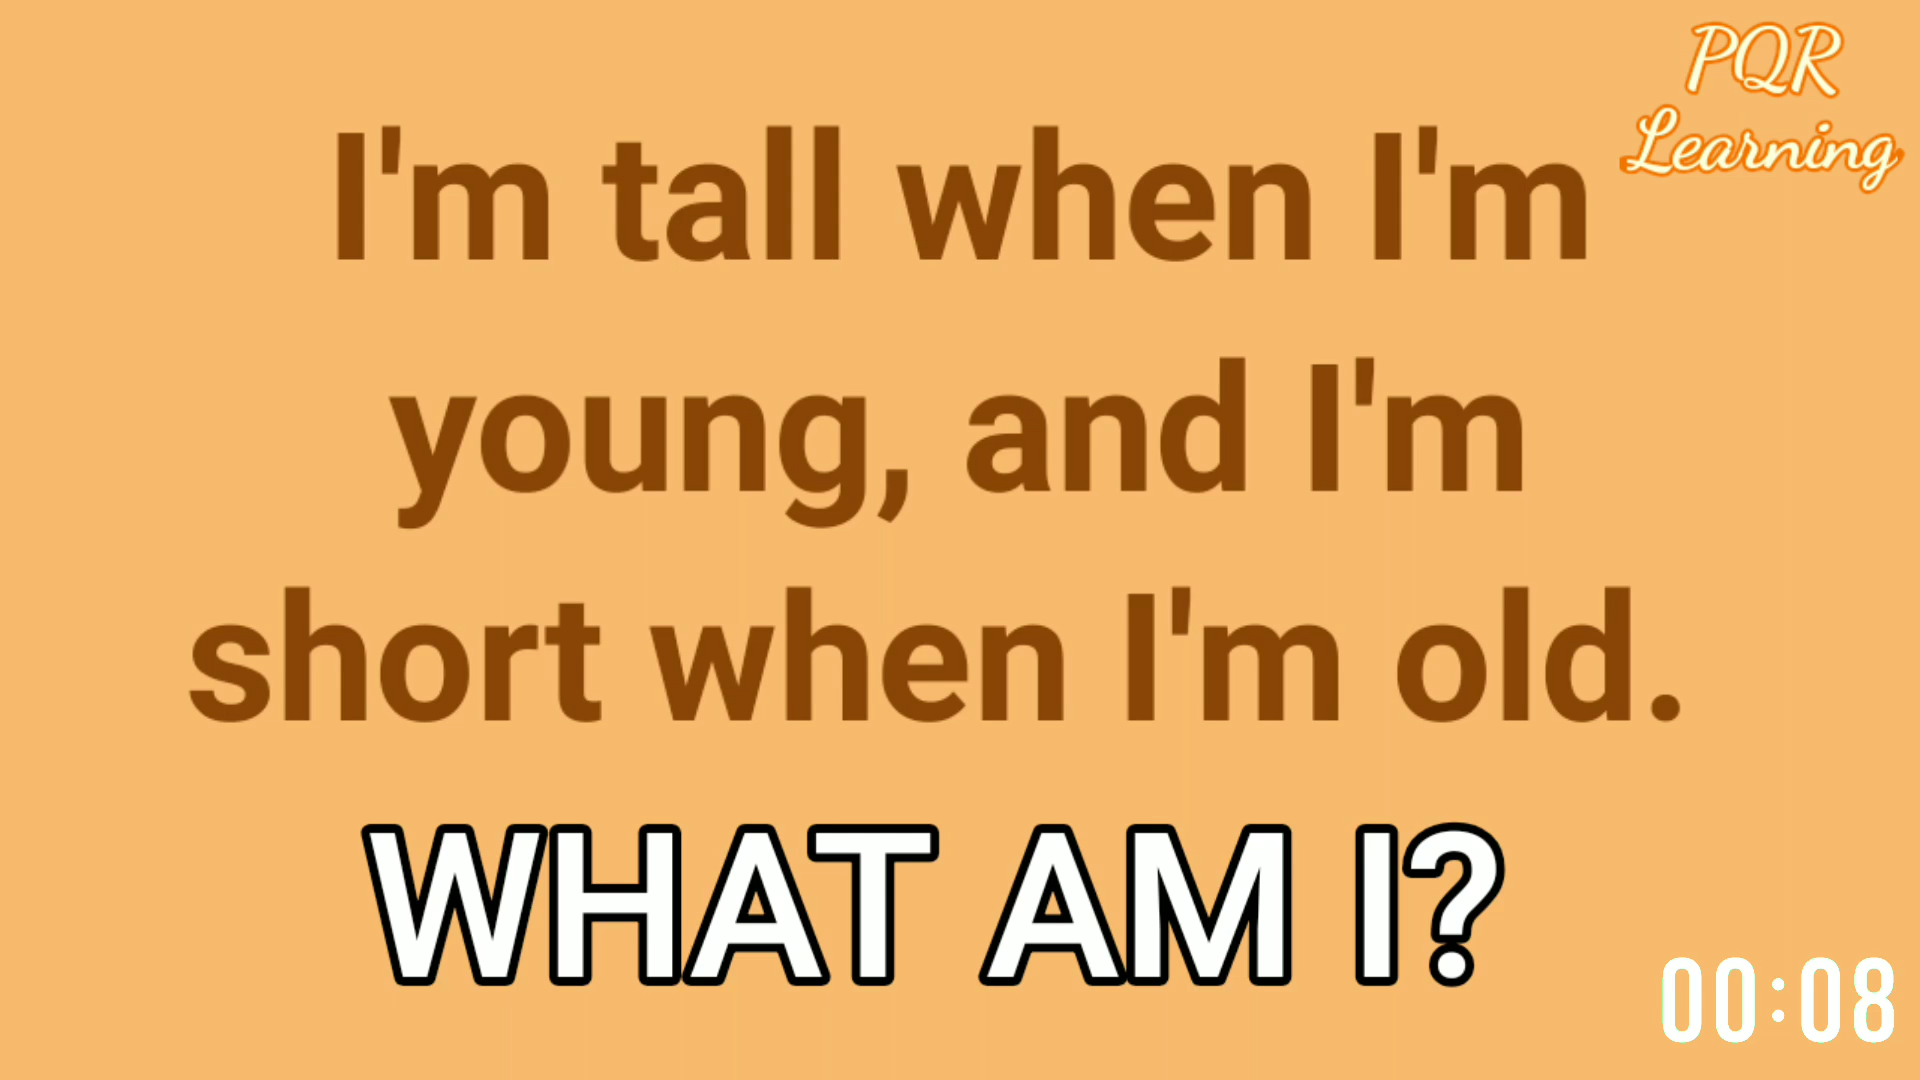 PQR
Learning
I'm tall when I'm
young, and I'm
short when I'm old.
WHAT AM I?
00:08